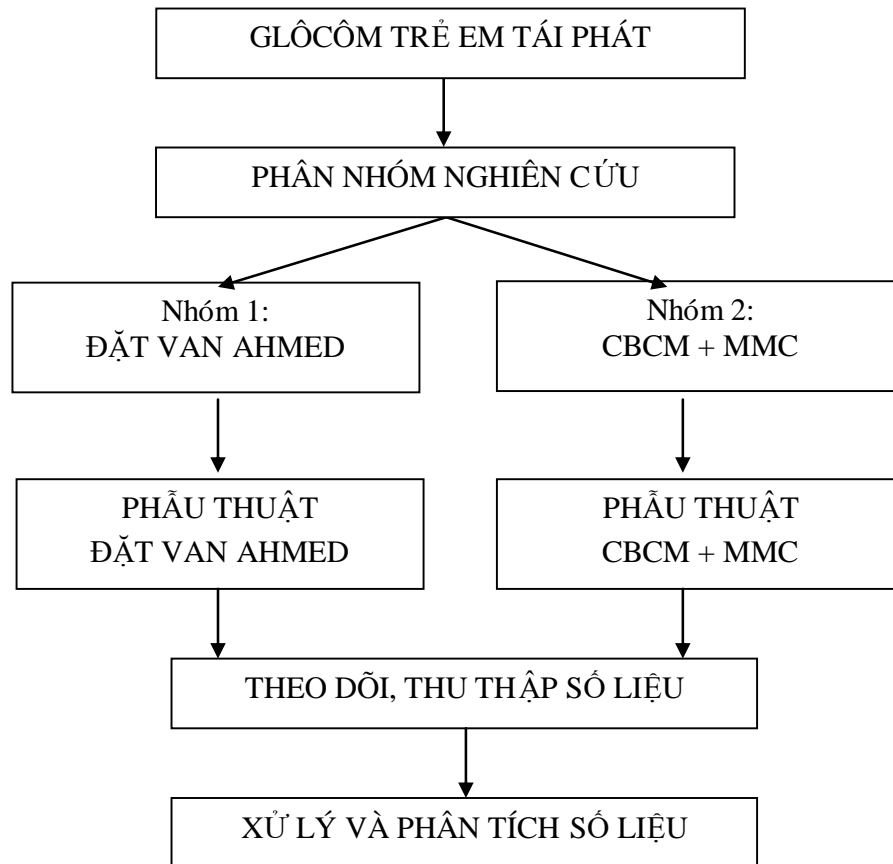 GLÔCÔM TRẺ EM TÁI PHÁT
PHÂN NHÓM NGHIÊN CỨU
Nhóm 1:
ĐẶT VAN AHMED
Nhóm 2:
CBCM + MMC
PHẪU THUẬT
ĐẶT VAN AHMED
PHẪU THUẬT
CBCM + MMC
THEO DÕI, THU THẬP SỐ LIỆU
XỬ LÝ VÀ PHÂN TÍCH SỐ LIỆU